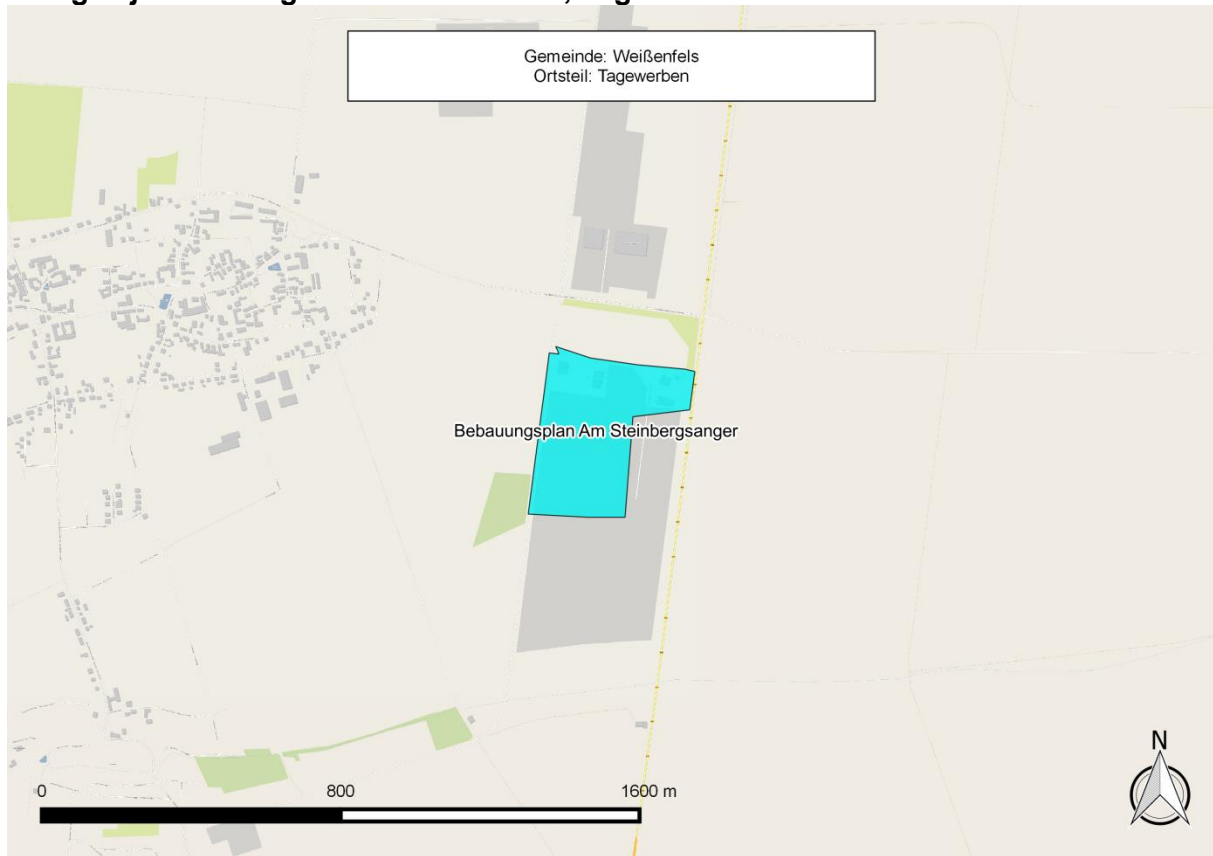 Gemeinde: Weißenfels
Ortsteil: Tagewerben
Bebauungsplan Am Steinbergsanger
N
0 800 1600 m